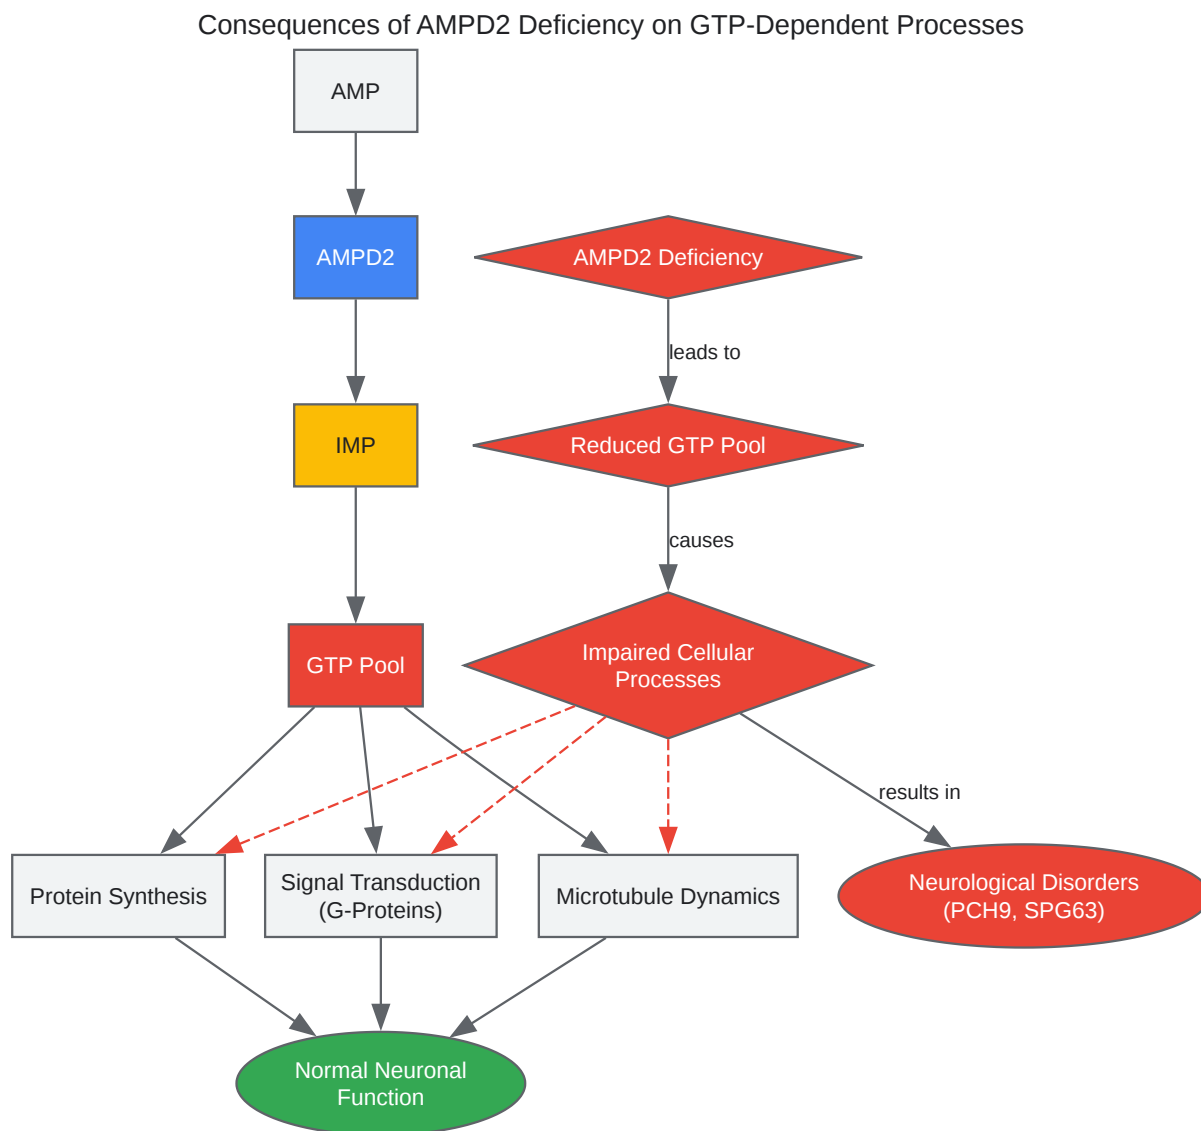 Consequences of AMPD2 Deficiency on GTP-Dependent Processes
AMP
AMPD2
AMPD2 Deficiency
leads to
IMP
Reduced GTP Pool
causes
GTP Pool
Impaired Cellular
Processes
results in
Protein Synthesis
Signal Transduction
(G-Proteins)
Microtubule Dynamics
Neurological Disorders
(PCH9, SPG63)
Normal Neuronal
Function